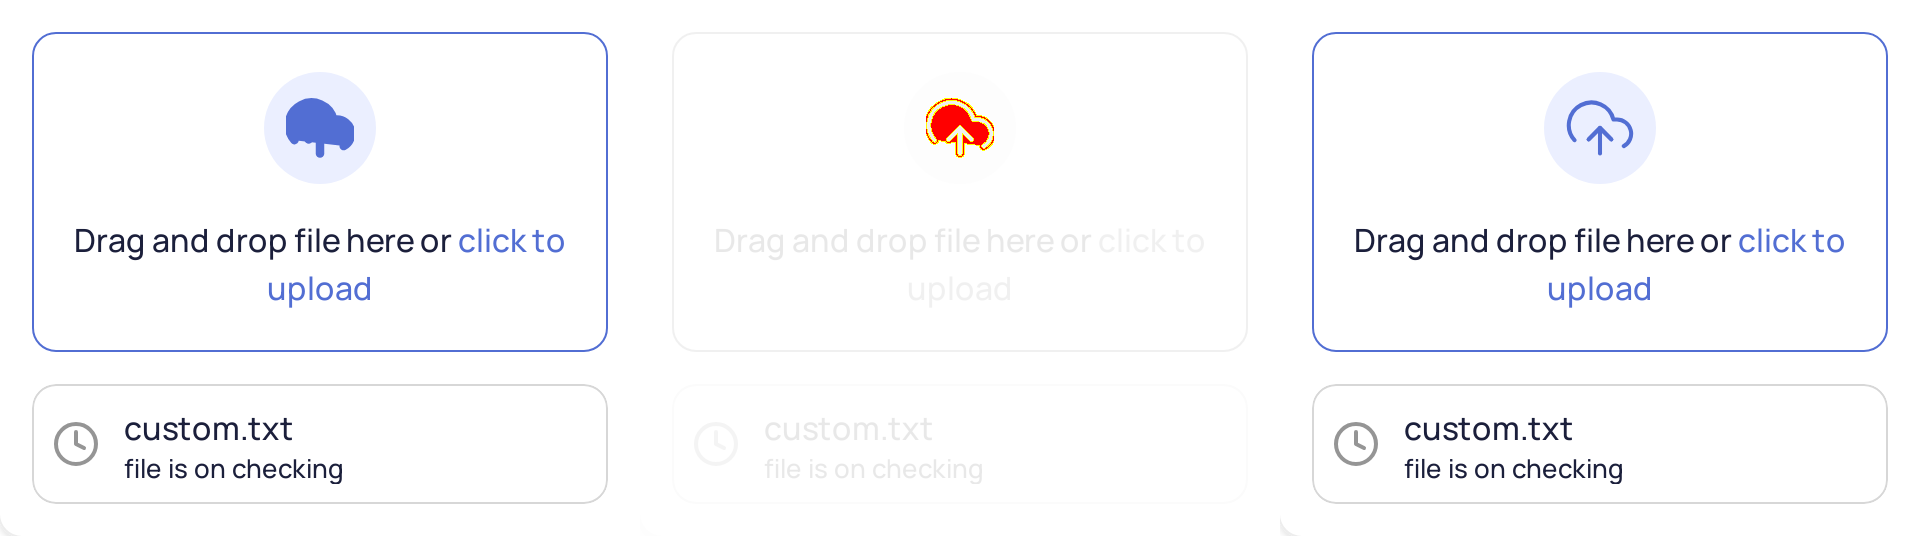 Drag and drop file here or click to
upload
custom.txt
file is on checking
Drag and drop file here or click to
upload
custom.txt
file is on checking
Drag and drop file here or click to
upload
custom.txt
file is on checking